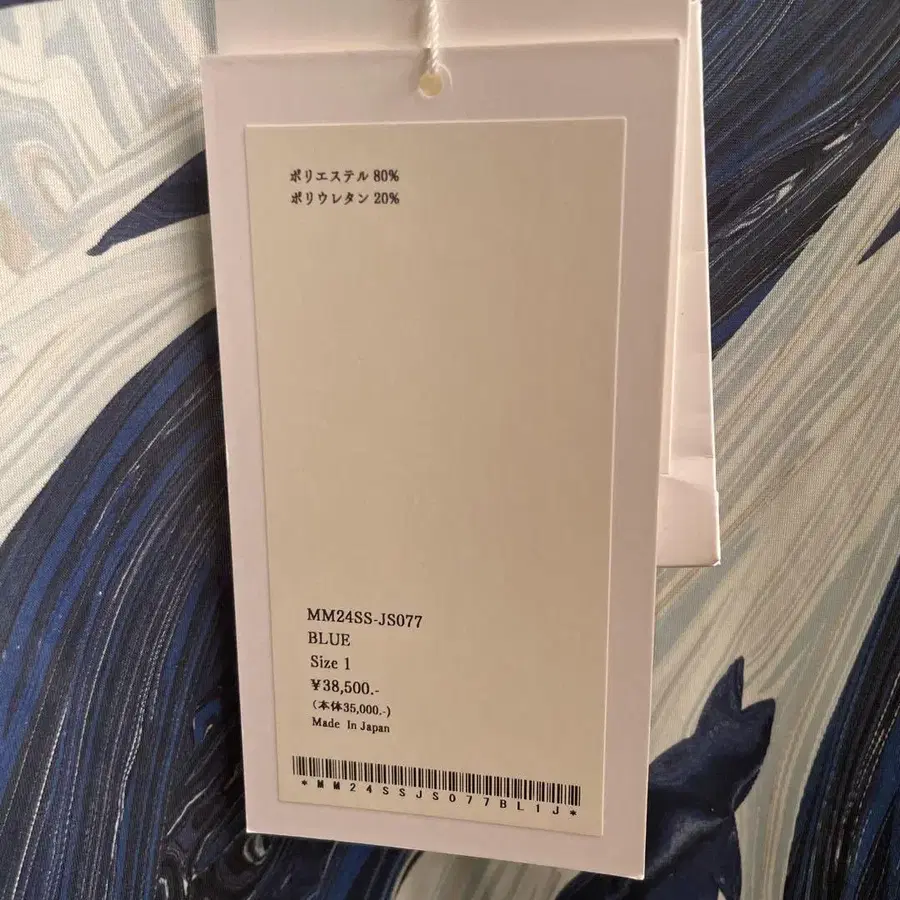 ポリエステル 80%
ポリウレタン 20%
MM24SS-JS077
BLUE
Size 1
¥38,500.-
(本体35,000.-)
Made In Japan
*MM24SSJS077BL1J*